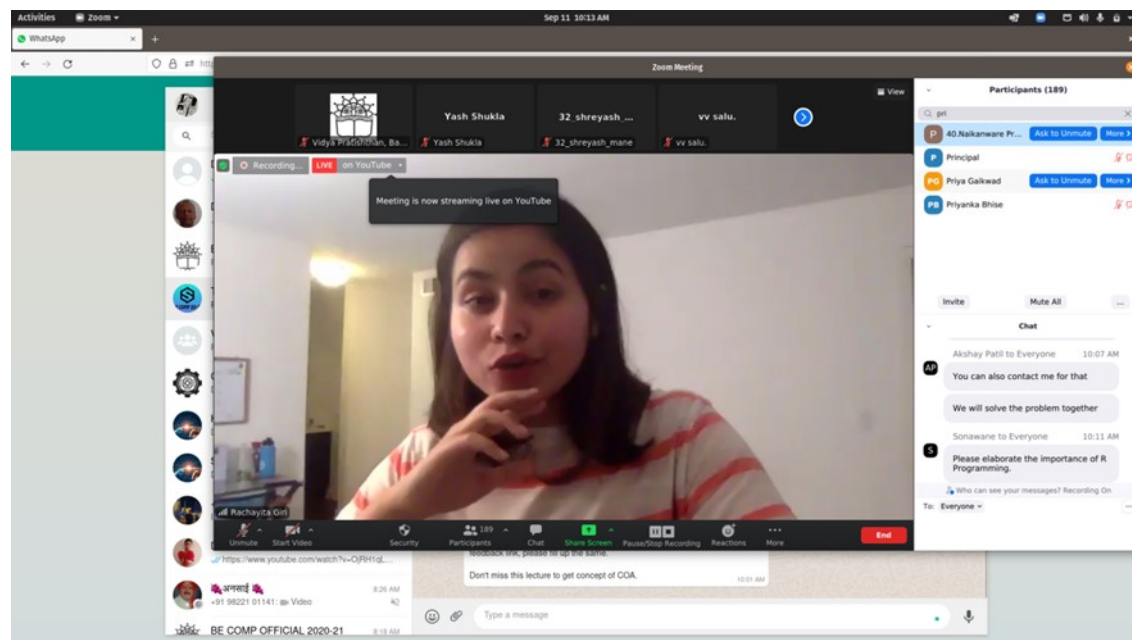 Activities
Zoom
Sep 11 10:13 AM
WhatsApp
Zoom Meeting
View
Vidya Pratishthan, Ba...
Yash Shukla
Yash Shukla
32_shreyash_...
32_shreyash_mane
vv salu.
vv salu.
Recording...
LIVE on YouTube
Meeting is now streaming live on YouTube
Rachayita Giri
Unmute
Start Video
Security
189
Participants
Chat
Share Screen
Pause/Stop Recording
Reactions
More
End
Participants (189)
pri
P 40.Naikanware Pr... Ask to Unmute More
P Principal
PG Priya Gaikwad Ask to Unmute More
PB Priyanka Bhise
Invite
Mute All
...
Chat
Akshay Patil to Everyone 10:07 AM
AP
You can also contact me for that
We will solve the problem together
Sonawane to Everyone 10:11 AM
S
Please elaborate the importance of R
Programming.
Who can see your messages? Recording On
To: Everyone
feedback link, please fill up the same.
Don't miss this lecture to get concept of COA.
10:01 AM
Type a message
अनसाई
8:26 AM
+91 98221 01141: Video
BE COMP OFFICIAL 2020-21
8:18 AM